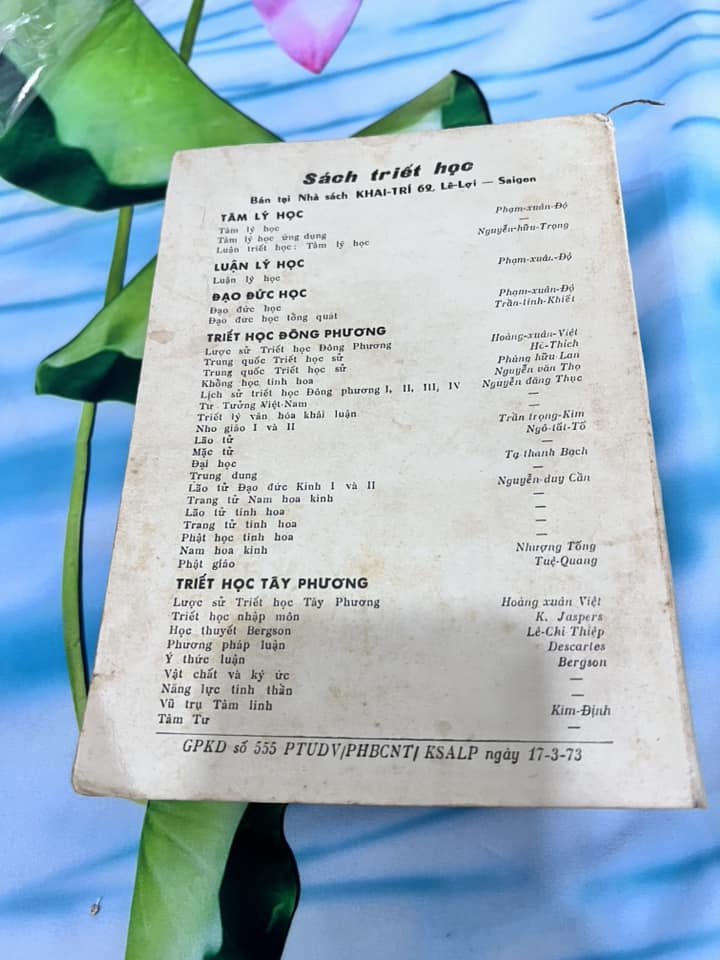 Sách triết học
Bán tại Nhà sách KHAI-TRÍ 62, Lê-Lợi — Saigon
TÂM LÝ HỌC
Tâm lý học Phạm-xuân-Độ
Tâm lý học ứng dụng —
Luận triết học: Tâm lý học Nguyễn-hữu-Trọng
LUẬN LÝ HỌC
Luận lý học Phạm-xuân-Độ
ĐẠO ĐỨC HỌC
Đạo đức học Phạm-xuân-Độ
Đạo đức học tổng quát Trần-tinh-Khiết
TRIẾT HỌC ĐÔNG PHƯƠNG
Lược sử Triết học Đông Phương Hoàng-xuân-Việt
Trung quốc Triết học sử Hồ-Thích
Trung quốc Triết học sử Phùng hữu-Lan
Khổng học tinh hoa Nguyễn văn Thọ
Lịch sử triết học Đông phương I, II, III, IV Nguyễn đăng Thục
Tư Tưởng Việt-Nam —
Triết lý văn hóa khái luận —
Nho giáo I và II Trần trọng-Kim
Lão tử Ngô-tất-Tố
Mặc tử —
Đại học Tạ thanh Bạch
Trung dung —
Lão tử Đạo đức Kinh I và II Nguyễn-duy Cần
Trang tử Nam hoa kinh —
Lão tử tinh hoa —
Trang tử tinh hoa —
Phật học tinh hoa —
Nam hoa kinh Nhượng Tống
Phật giáo Tuệ-Quang
TRIẾT HỌC TÂY PHƯƠNG
Lược sử Triết học Tây Phương Hoàng xuân Việt
Triết học nhập môn K. Jaspers
Học thuyết Bergson Lê-Chí Thiệp
Phương pháp luận Descartes
Ý thức luận Bergson
Vật chất và ký ức —
Năng lực tinh thần —
Vũ trụ Tâm linh Kim-Định
Tâm Tư —
GPKD số 555 PTUDV/PHBCNT/ KSALP ngày 17-3-73